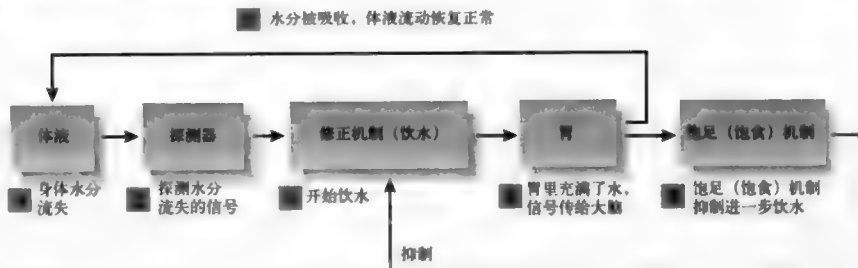 水分被吸收，体液流动恢复正常
体液
探测器
修正机制（饮水）
胃
饱足（饱食）机制
身体水分
流失
探测水分
流失的信号
开始饮水
胃里充满了水，
信号传给大脑
饱足（饱食）机制
抑制进一步饮水
抑制